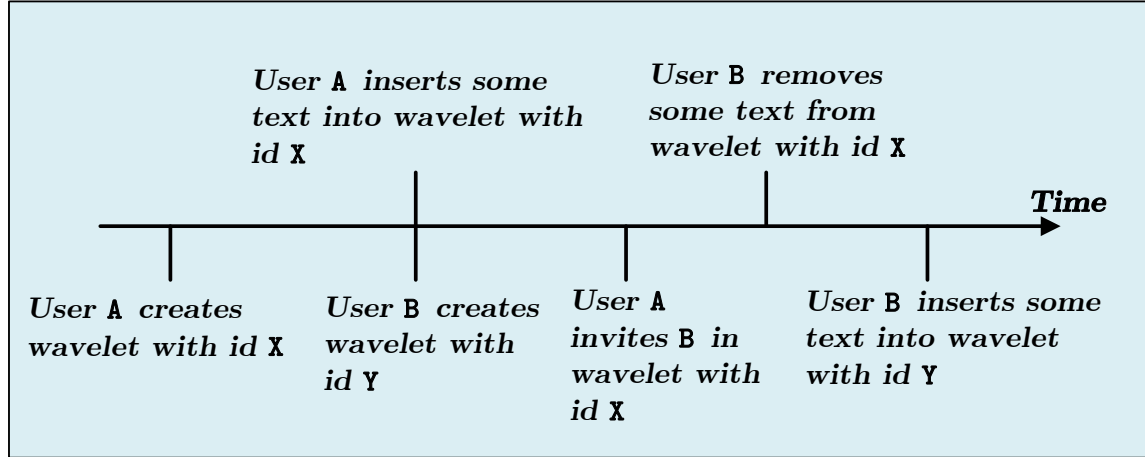 User A inserts some
text into wavelet with
id X
User B removes
some text from
wavelet with id X
Time
User A creates
wavelet with id X
User B creates
wavelet with
id Y
User A
invites B in
wavelet with
id X
User B inserts some
text into wavelet
with id Y